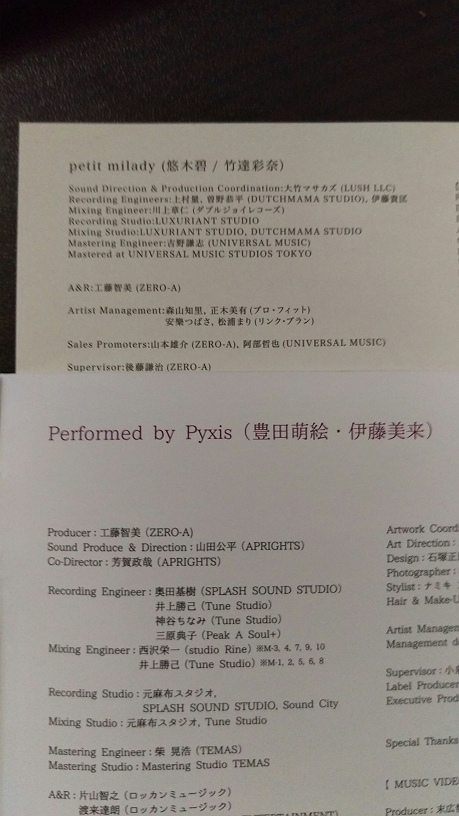 petit milady (悠木碧 / 竹達彩奈)
Sound Direction & Production Coordination:大竹マサカズ (LUSH LLC)
Recording Engineers:上村量, 曽野恭平 (DUTCHMAMA STUDIO), 伊藤貴匡
Mixing Engineer:川上章仁 (ダブルジョイレコーズ)
Recording Studio:LUXURIANT STUDIO
Mixing Studio:LUXURIANT STUDIO, DUTCHMAMA STUDIO
Mastering Engineer:吉野謙志 (UNIVERSAL MUSIC)
Mastered at UNIVERSAL MUSIC STUDIOS TOKYO
A&R:工藤智美 (ZERO-A)
Artist Management:森山知里, 正木美有 (プロ・フィット)
安樂つばさ, 松浦まり (リンク・プラン)
Sales Promoters:山本雄介 (ZERO-A), 阿部哲也 (UNIVERSAL MUSIC)
Supervisor:後藤謙治 (ZERO-A)
Performed by Pyxis(豊田萌絵・伊藤美来)
Producer : 工藤智美 (ZERO-A)
Sound Produce & Direction : 山田公平 (APRIGHTS)
Co-Director : 芳賀政哉 (APRIGHTS)
Recording Engineer : 奥田基樹 (SPLASH SOUND STUDIO)
井上勝己 (Tune Studio)
神谷ちなみ (Tune Studio)
三原典子 (Peak A Soul+)
Mixing Engineer : 西沢栄一 (studio Rine) ※M-3, 4, 7, 9, 10
井上勝己 (Tune Studio) ※M-1, 2, 5, 6, 8
Recording Studio : 元麻布スタジオ,
SPLASH SOUND STUDIO, Sound City
Mixing Studio : 元麻布スタジオ, Tune Studio
Mastering Engineer : 柴 晃浩 (TEMAS)
Mastering Studio : Mastering Studio TEMAS
A&R : 片山智之 (ロッカンミュージック)
渡来達朗 (ロッカンミュージック)
Artwork Coord
Art Direction :
Design : 石塚正
Photographer :
Stylist : ナミキ
Hair & Make-U
Artist Managem
Management d
Supervisor : 小
Label Producer
Executive Prod
Special Thanks
[ MUSIC VIDE
Producer : 末広